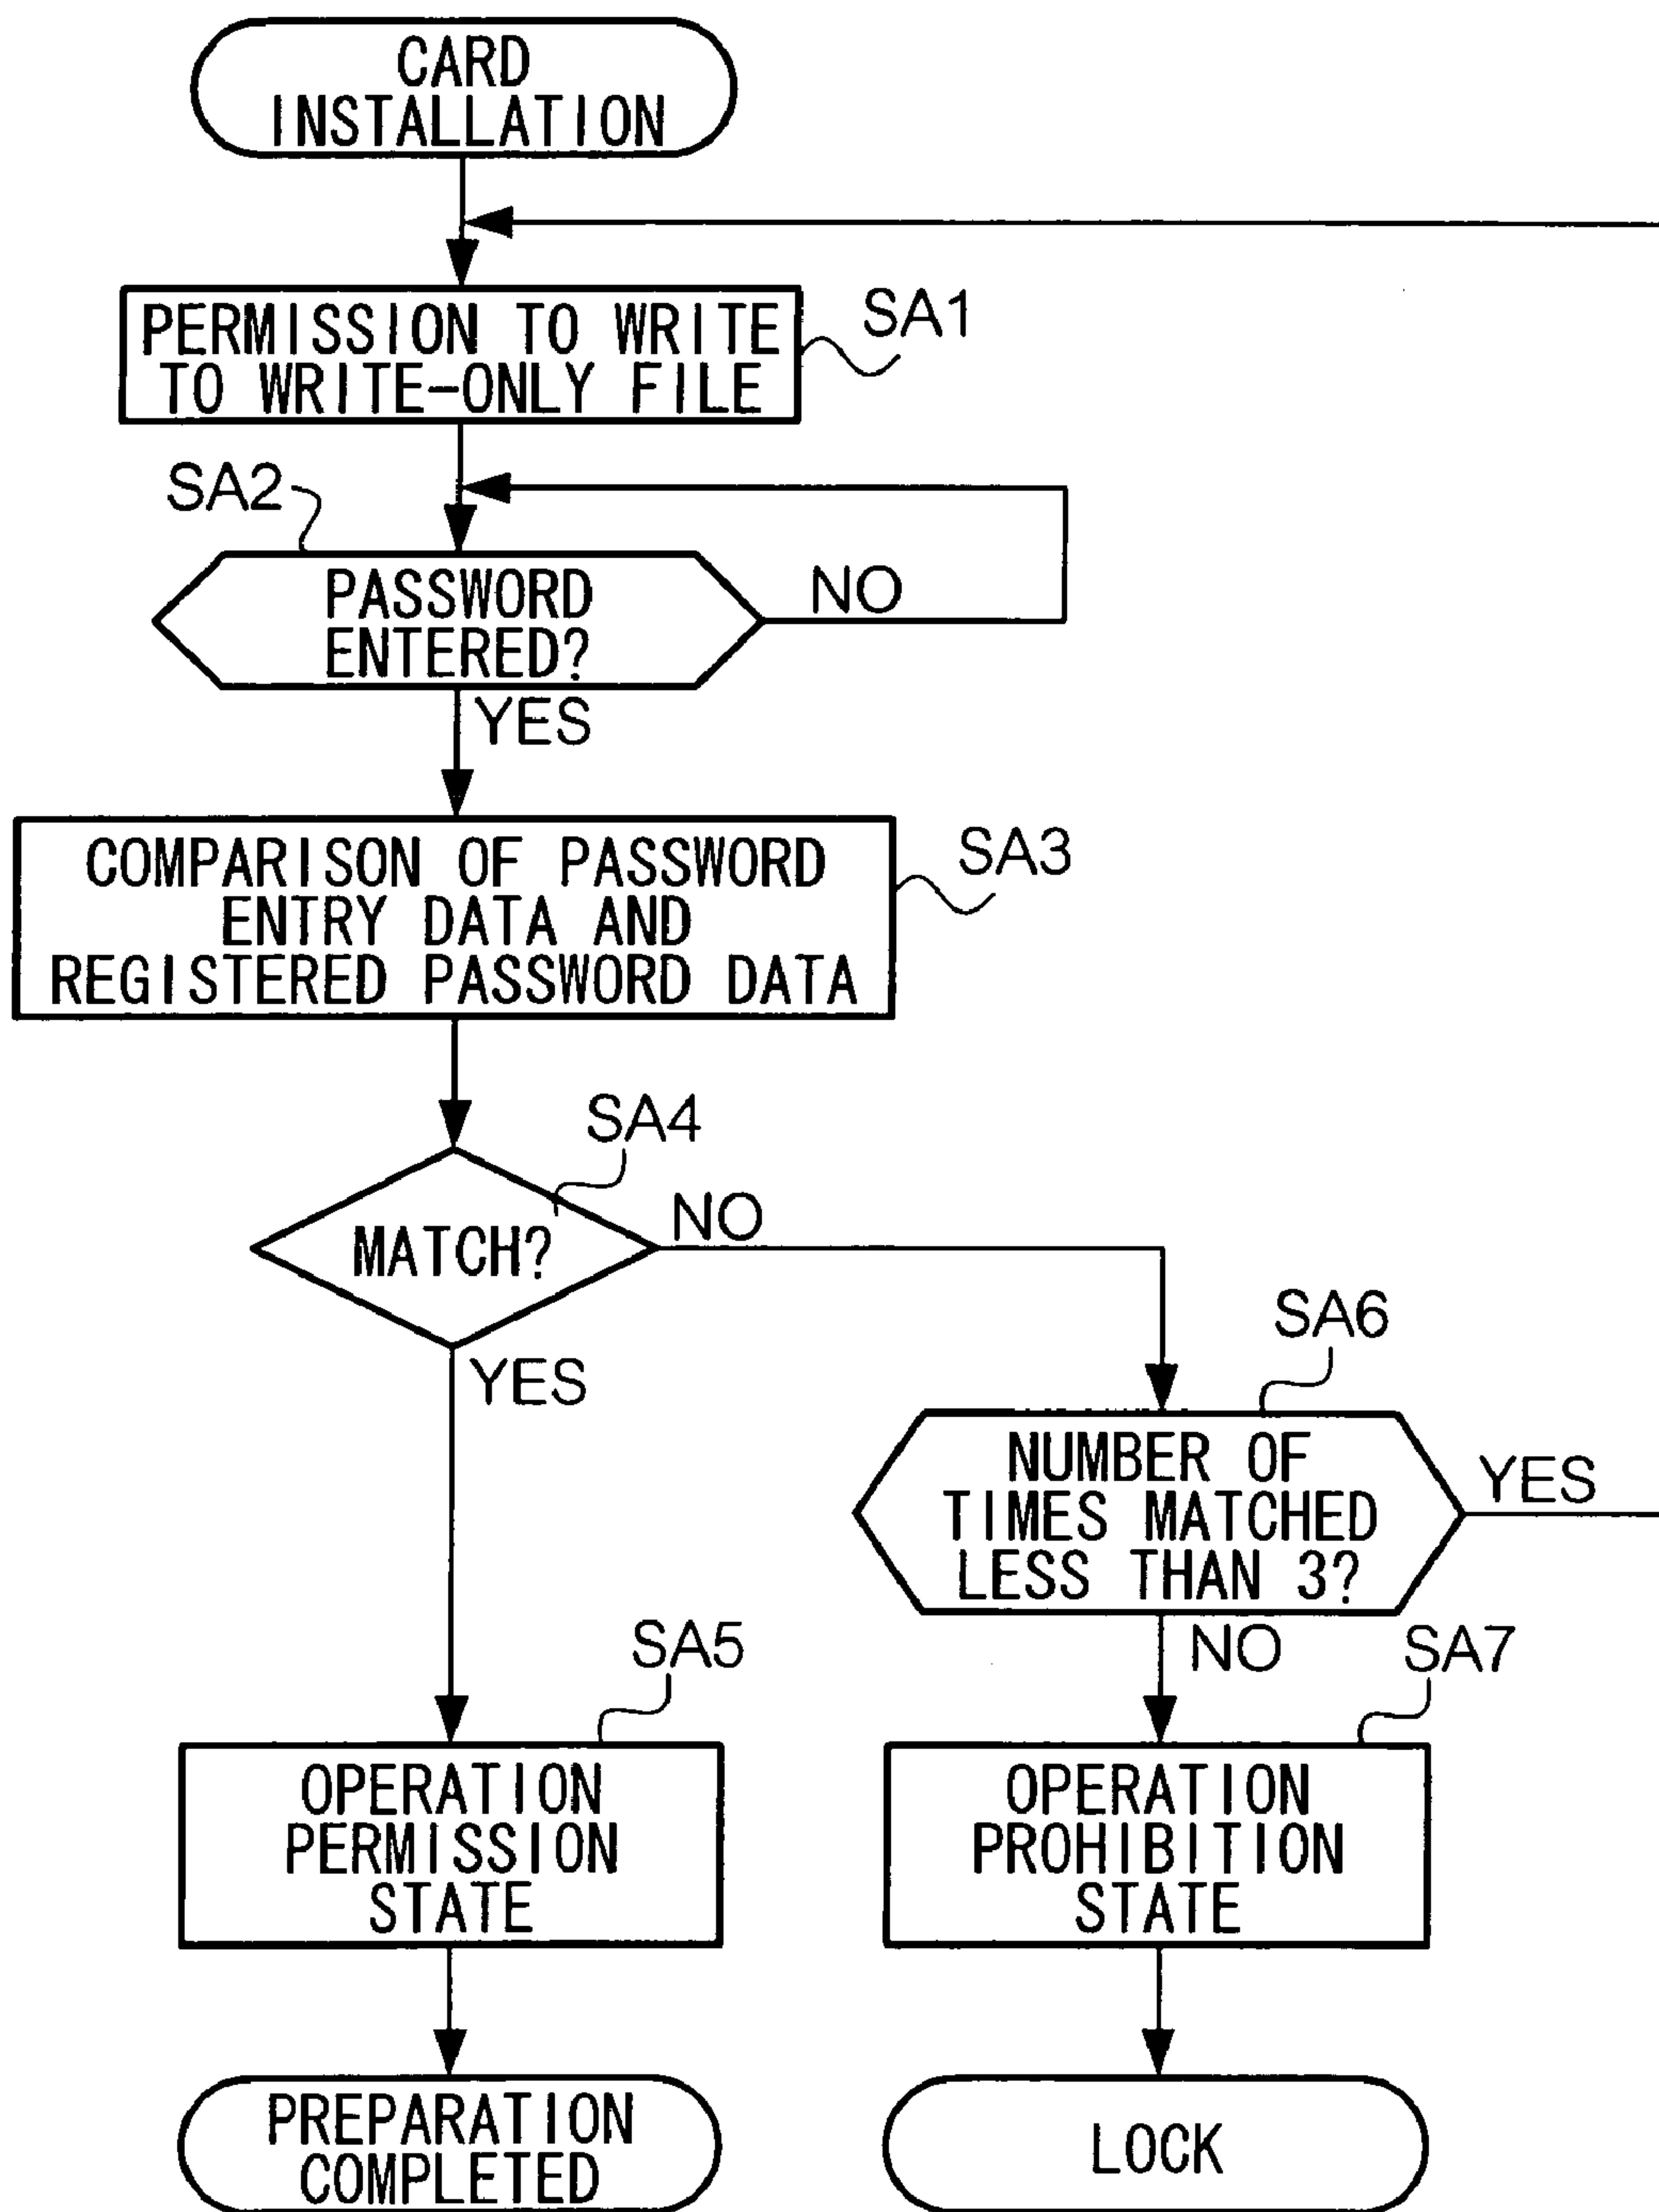 CARD
INSTALLATION
PERMISSION TO WRITE
TO WRITE-ONLY FILE
SA1
SA2
PASSWORD
ENTERED?
NO
YES
COMPARISON OF PASSWORD
ENTRY DATA AND
REGISTERED PASSWORD DATA
SA3
SA4
MATCH?
NO
YES
SA6
NUMBER OF
TIMES MATCHED
LESS THAN 3?
YES
NO
SA5
OPERATION
PERMISSION
STATE
SA7
OPERATION
PROHIBITION
STATE
PREPARATION
COMPLETED
LOCK